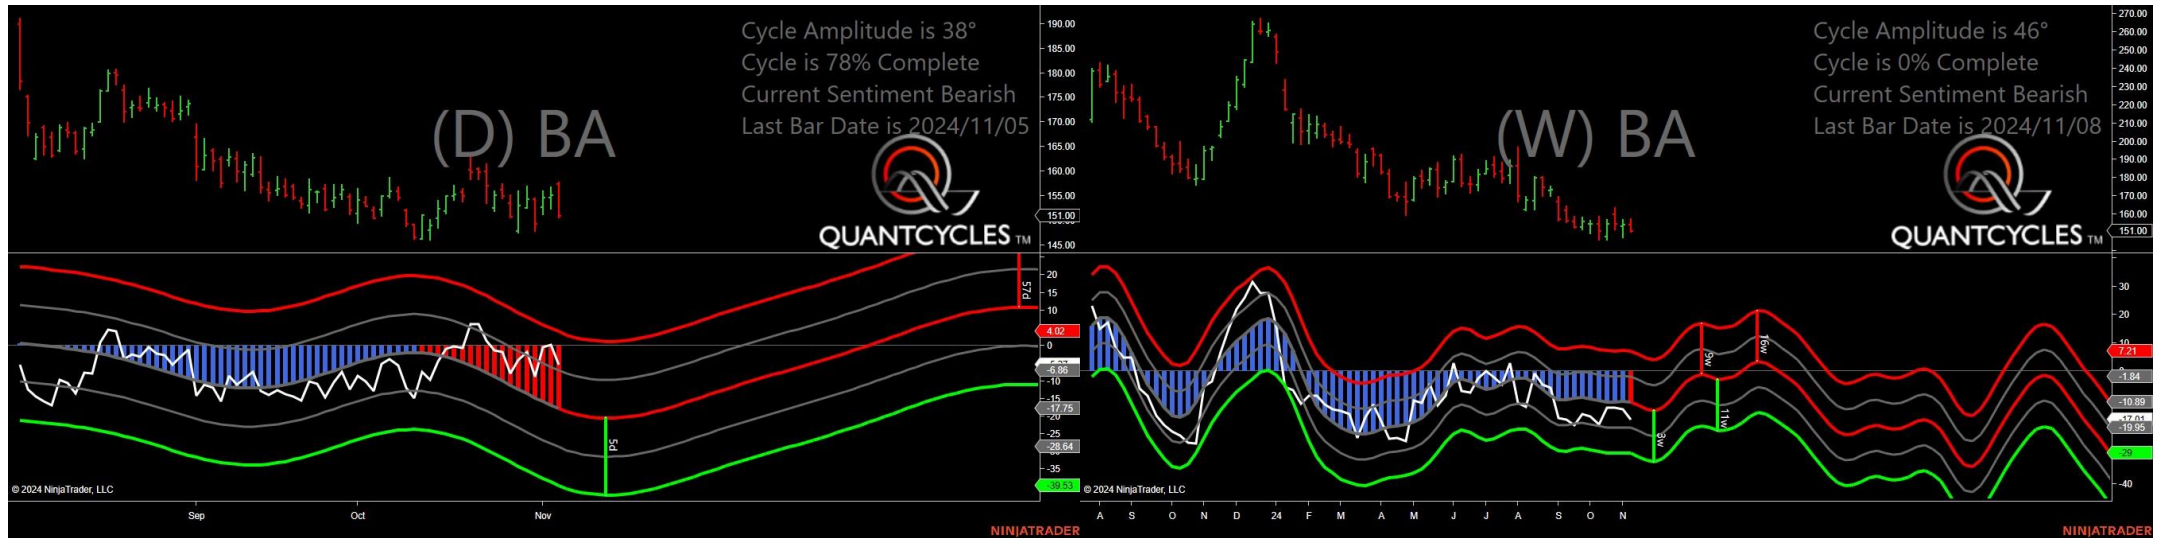 Cycle Amplitude is 38°
Cycle is 78% Complete
Current Sentiment Bearish
Last Bar Date is 2024/11/05
(D) BA
QUANTCYCLES TM
190.00
185.00
180.00
175.00
170.00
165.00
160.00
155.00
151.00
145.00
20
15
10
4.02
0
-6.86
-10
-15
-17.75
-20
-25
-28.64
-35
-39.53
57d
5d
© 2024 NinjaTrader, LLC
Sep Oct Nov
NINJATRADER
Cycle Amplitude is 46°
Cycle is 0% Complete
Current Sentiment Bearish
Last Bar Date is 2024/11/08
(W) BA
QUANTCYCLES TM
270.00
260.00
250.00
240.00
230.00
220.00
210.00
200.00
190.00
180.00
170.00
160.00
151.00
30
20
10
7.21
-1.84
-10.89
-17.01
-19.95
-29
-40
9w
16w
11w
© 2024 NinjaTrader, LLC
A S O N D 24 F M A M J J A S O N
NINJATRADER